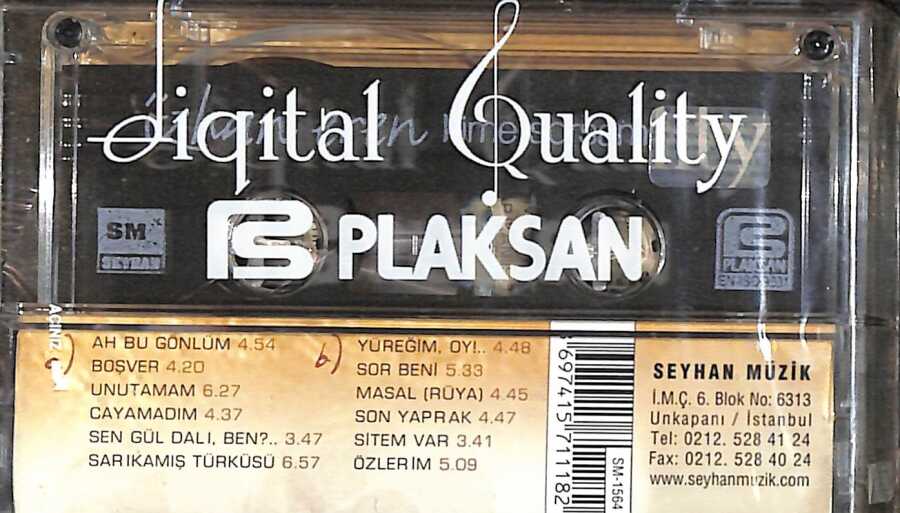 Digital Quality
PLAKSAN
SM
SEYHAN
PLAKSAN
AÇINIZ
a)
AH BU GÖNLÜM 4.54
BOŞVER 4.20
UNUTAMAM 6.27
CAYAMADIM 4.37
SEN GÜL DALI, BEN?.. 3.47
SARIKAMIŞ TÜRKÜSÜ 6.57
b)
YÜREĞİM, OY!.. 4.48
SOR BENİ 5.33
MASAL (RÜYA) 4.45
SON YAPRAK 4.47
SİTEM VAR 3.41
ÖZLERİM 5.09
8 697415 711182
SM-1564
SEYHAN MÜZİK
İ.M.Ç. 6. Blok No: 6313
Unkapanı / İstanbul
Tel: 0212. 528 41 24
Fax: 0212. 528 40 24
www.seyhanmuzik.com